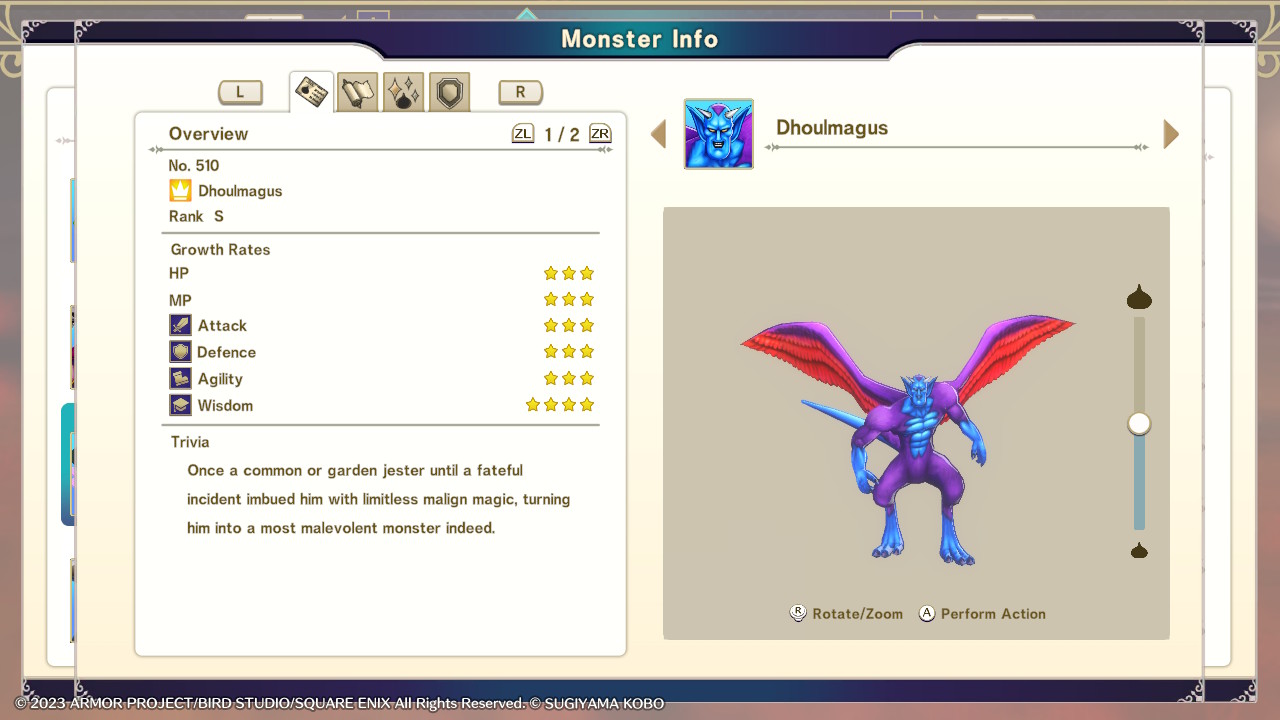 Monster Info
L
R
Overview
ZL 1 / 2 ZR
No. 510
Dhoulmagus
Rank S
Growth Rates
HP
MP
Attack
Defence
Agility
Wisdom
Trivia
Once a common or garden jester until a fateful
incident imbued him with limitless malign magic, turning
him into a most malevolent monster indeed.
Dhoulmagus
R Rotate/Zoom A Perform Action
© 2023 ARMOR PROJECT/BIRD STUDIO/SQUARE ENIX All Rights Reserved. © SUGIYAMA KOBO